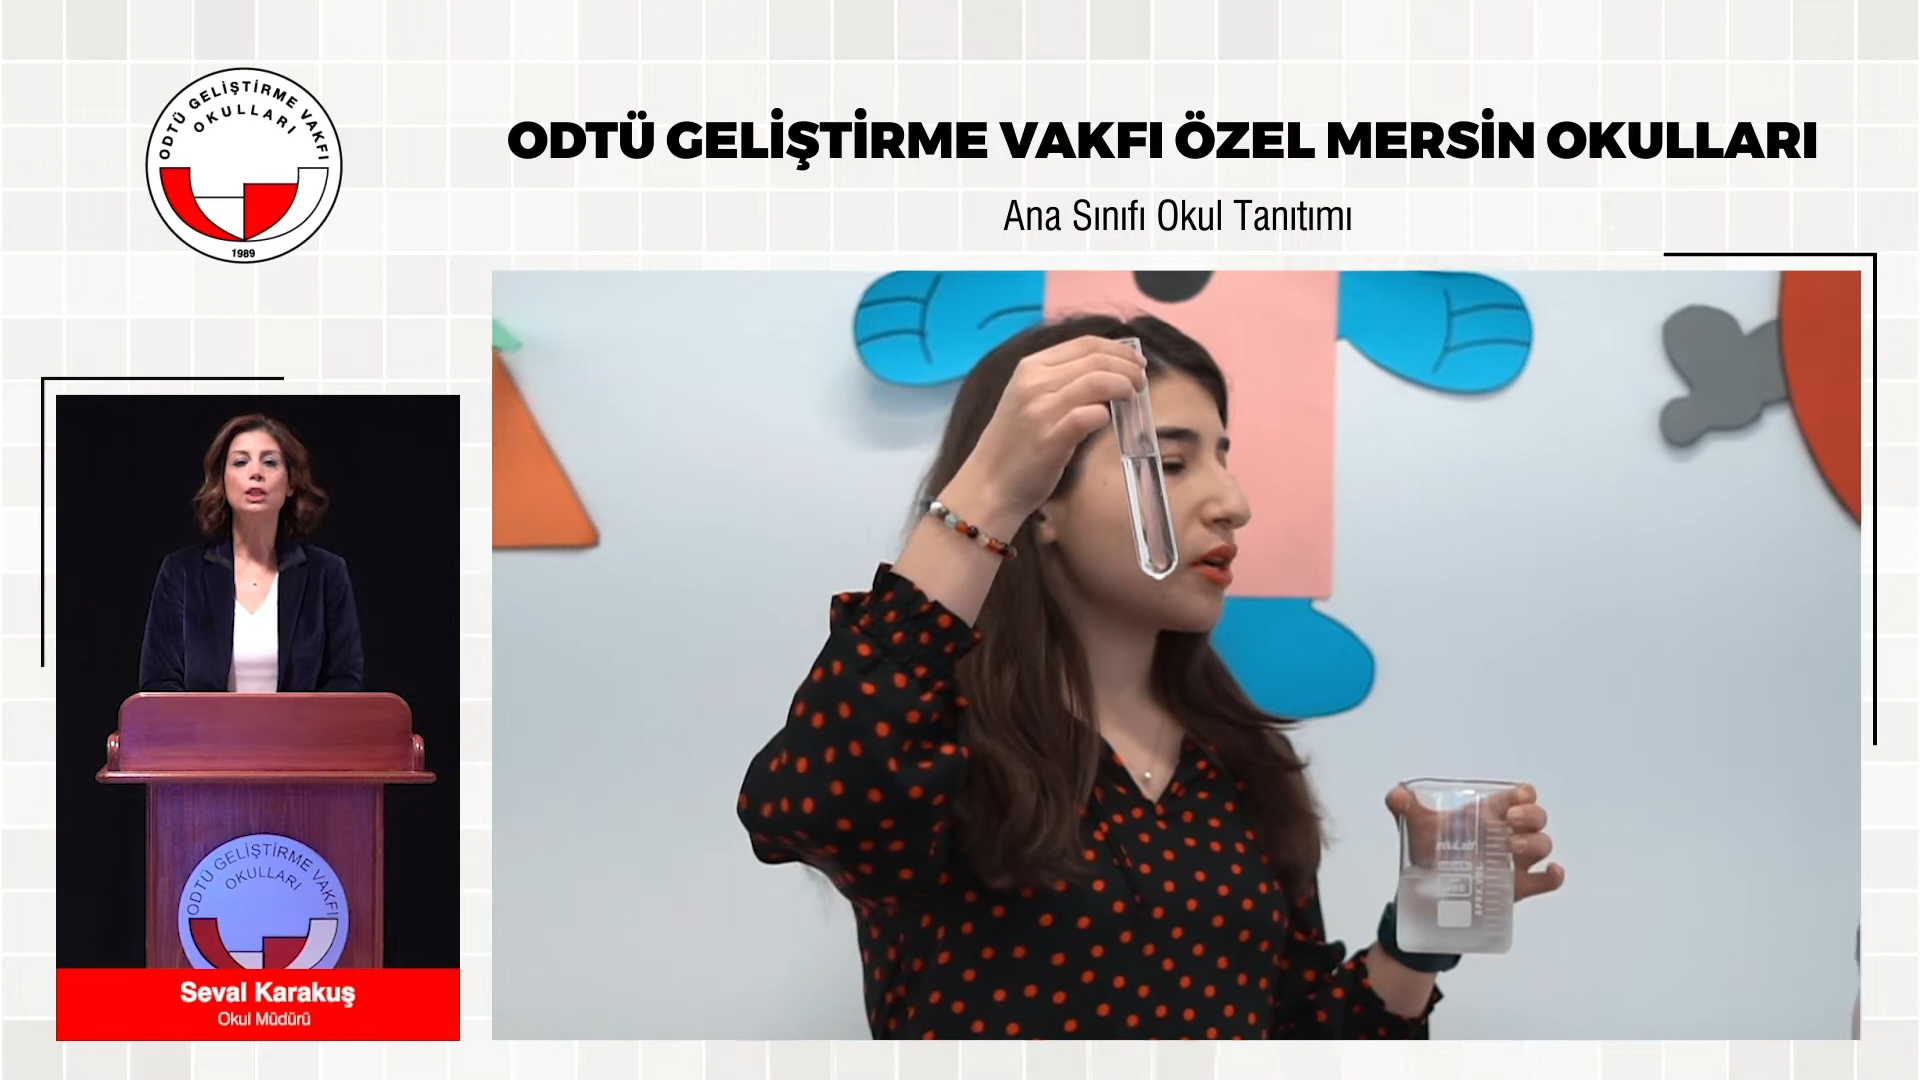 ODTÜ GELİŞTİRME VAKFI
OKULLARI
1989
ODTÜ GELİŞTİRME VAKFI ÖZEL MERSİN OKULLARI
Ana Sınıfı Okul Tanıtımı
ODTÜ GELİŞTİRME VAKFI
OKULLARI
Seval Karakuş
Okul Müdürü